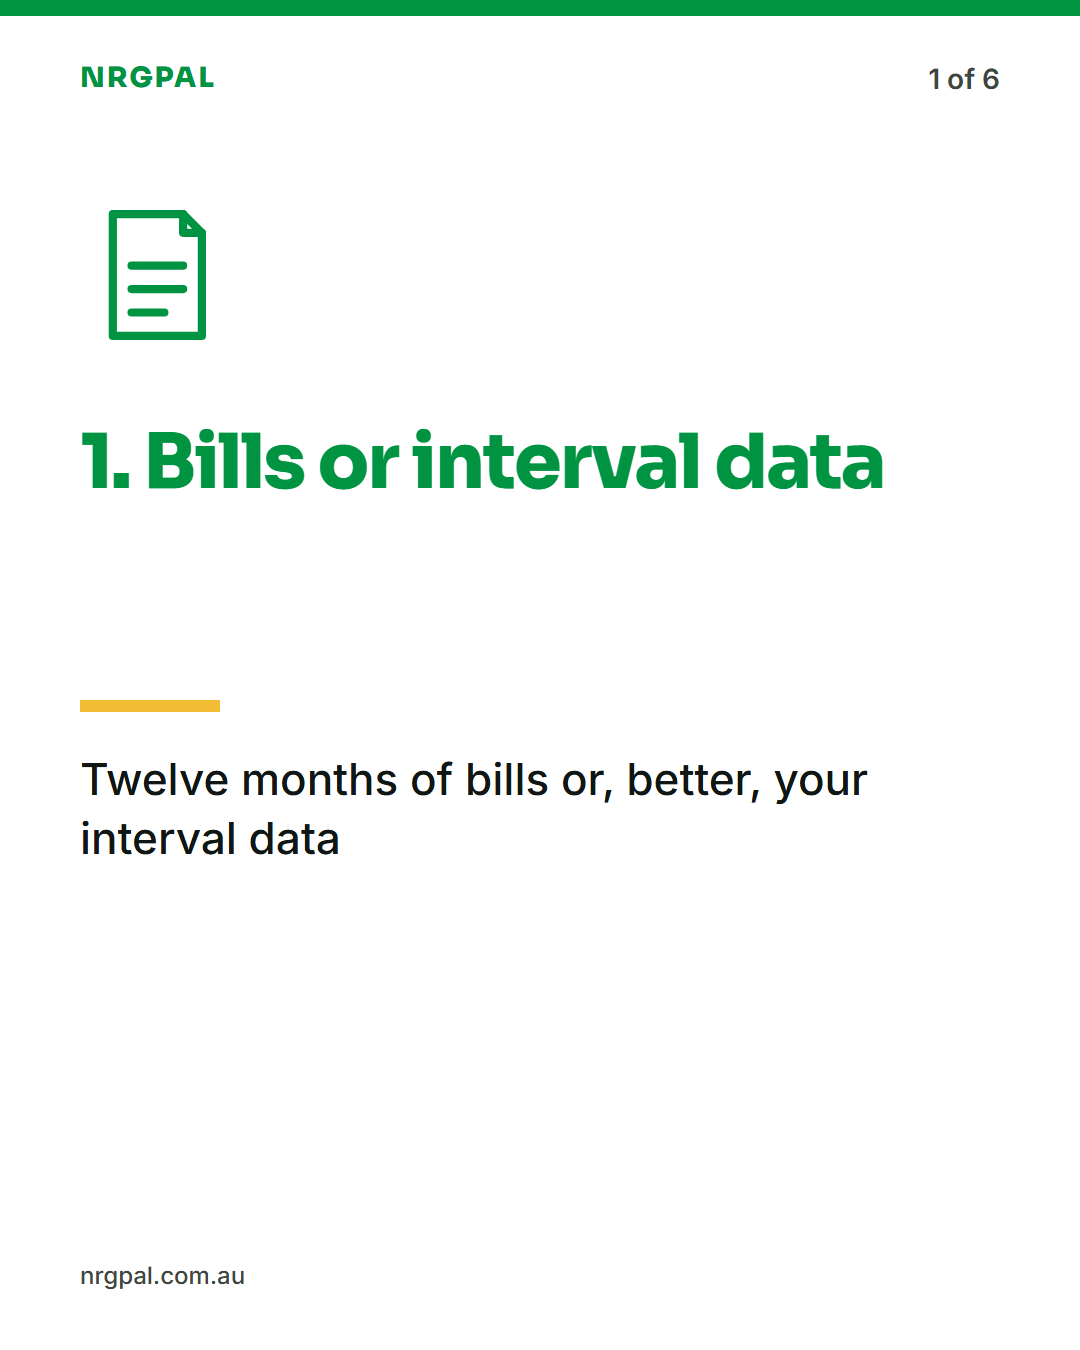 NRGPAL
1 of 6
1. Bills or interval data
Twelve months of bills or, better, your
interval data
nrgpal.com.au